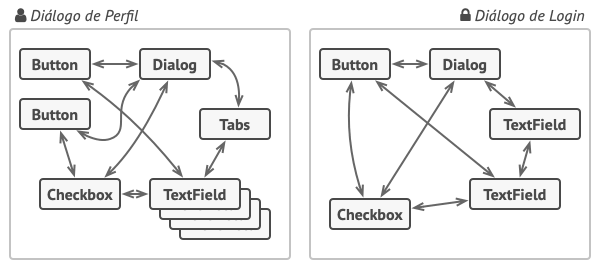 Diálogo de Perfil
Button
Dialog
Button
Tabs
Checkbox
TextField
Diálogo de Login
Button
Dialog
TextField
TextField
Checkbox